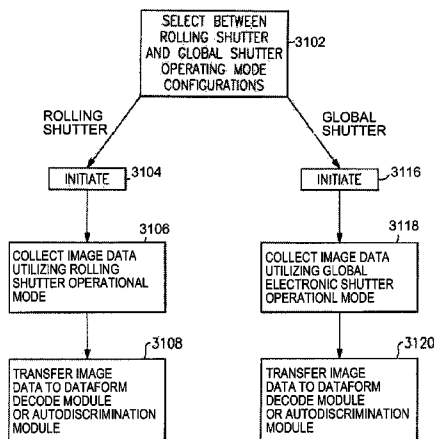 SELECT BETWEEN
ROLLING SHUTTER
AND GLOBAL SHUTTER
OPERATING MODE
CONFIGURATIONS
3102
ROLLING
SHUTTER
GLOBAL
SHUTTER
INITIATE
3104
INITIATE
3116
3106
COLLECT IMAGE DATA
UTILIZING ROLLING
SHUTTER OPERATIONAL
MODE
3118
COLLECT IMAGE DATA
UTILIZING GLOBAL
ELECTRONIC SHUTTER
OPERATIONL MODE
3108
TRANSFER IMAGE
DATA TO DATAFORM
DECODE MODULE
OR AUTODISCRIMINATION
MODULE
3120
TRANSFER IMAGE
DATA TO DATAFORM
DECODE MODULE
OR AUTODISCRIMINATION
MODULE